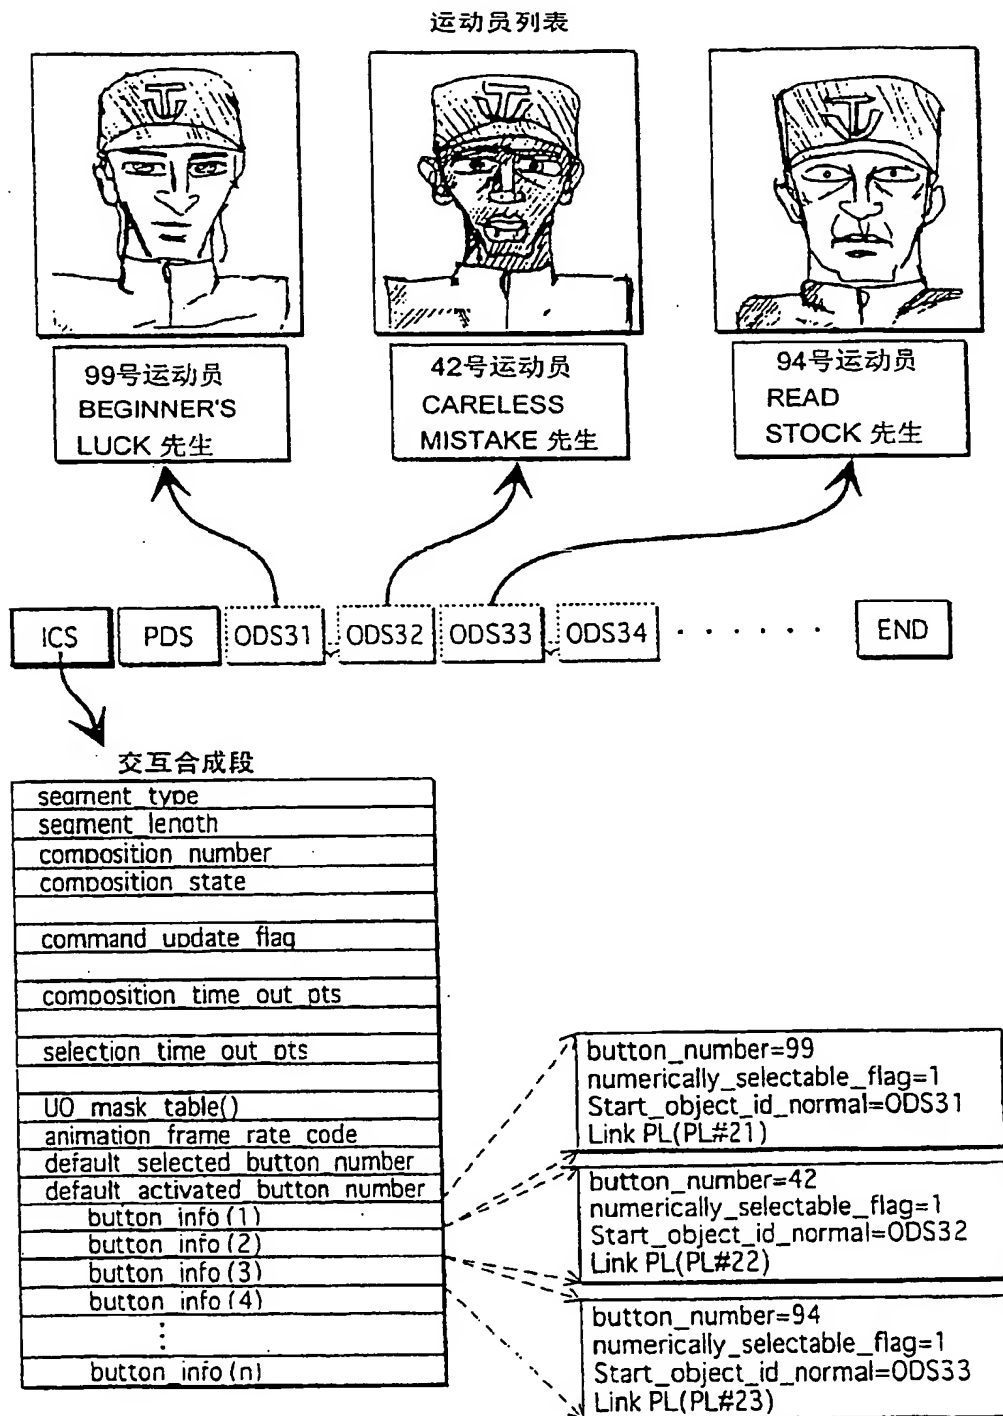 运动员列表
99号运动员
BEGINNER'S
LUCK 先生
42号运动员
CARELESS
MISTAKE 先生
94号运动员
READ
STOCK 先生
ICS PDS ODS31 ODS32 ODS33 ODS34 · · · · · · · END
交互合成段
segment_type
segment_length
composition_number
composition_state
command_update_flag
composition_time_out_pts
selection_time_out_pts
UO_mask_table()
animation_frame_rate_code
default_selected_button_number
default_activated_button_number
button_info(1)
button_info(2)
button_info(3)
button_info(4)
⋮
button_info(n)
button_number=99
numerically_selectable_flag=1
Start_object_id_normal=ODS31
Link PL(PL#21)
button_number=42
numerically_selectable_flag=1
Start_object_id_normal=ODS32
Link PL(PL#22)
button_number=94
numerically_selectable_flag=1
Start_object_id_normal=ODS33
Link PL(PL#23)